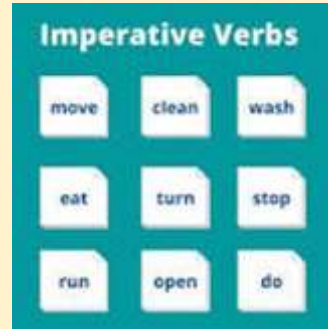 Imperative Verbs
move clean wash
eat turn stop
run open do